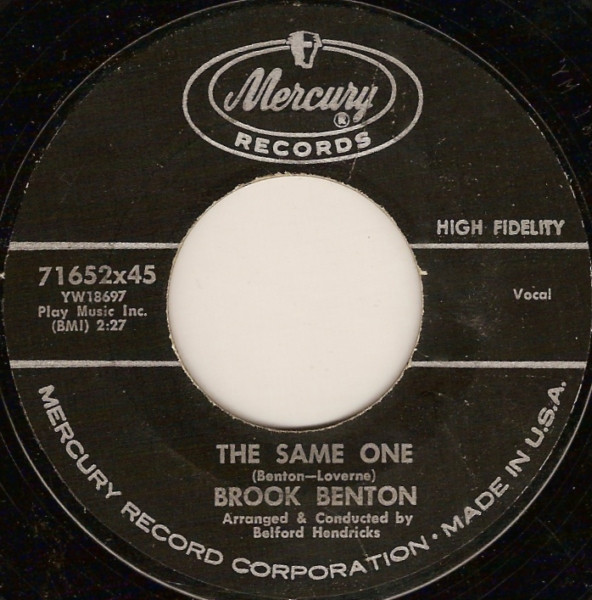 Mercury ®
RECORDS
HIGH FIDELITY
71652x45
YW18697
Play Music Inc.
(BMI) 2:27
Vocal
THE SAME ONE
(Benton—Loverne)
BROOK BENTON
Arranged & Conducted by
Belford Hendricks
MERCURY RECORD CORPORATION · MADE IN U.S.A.